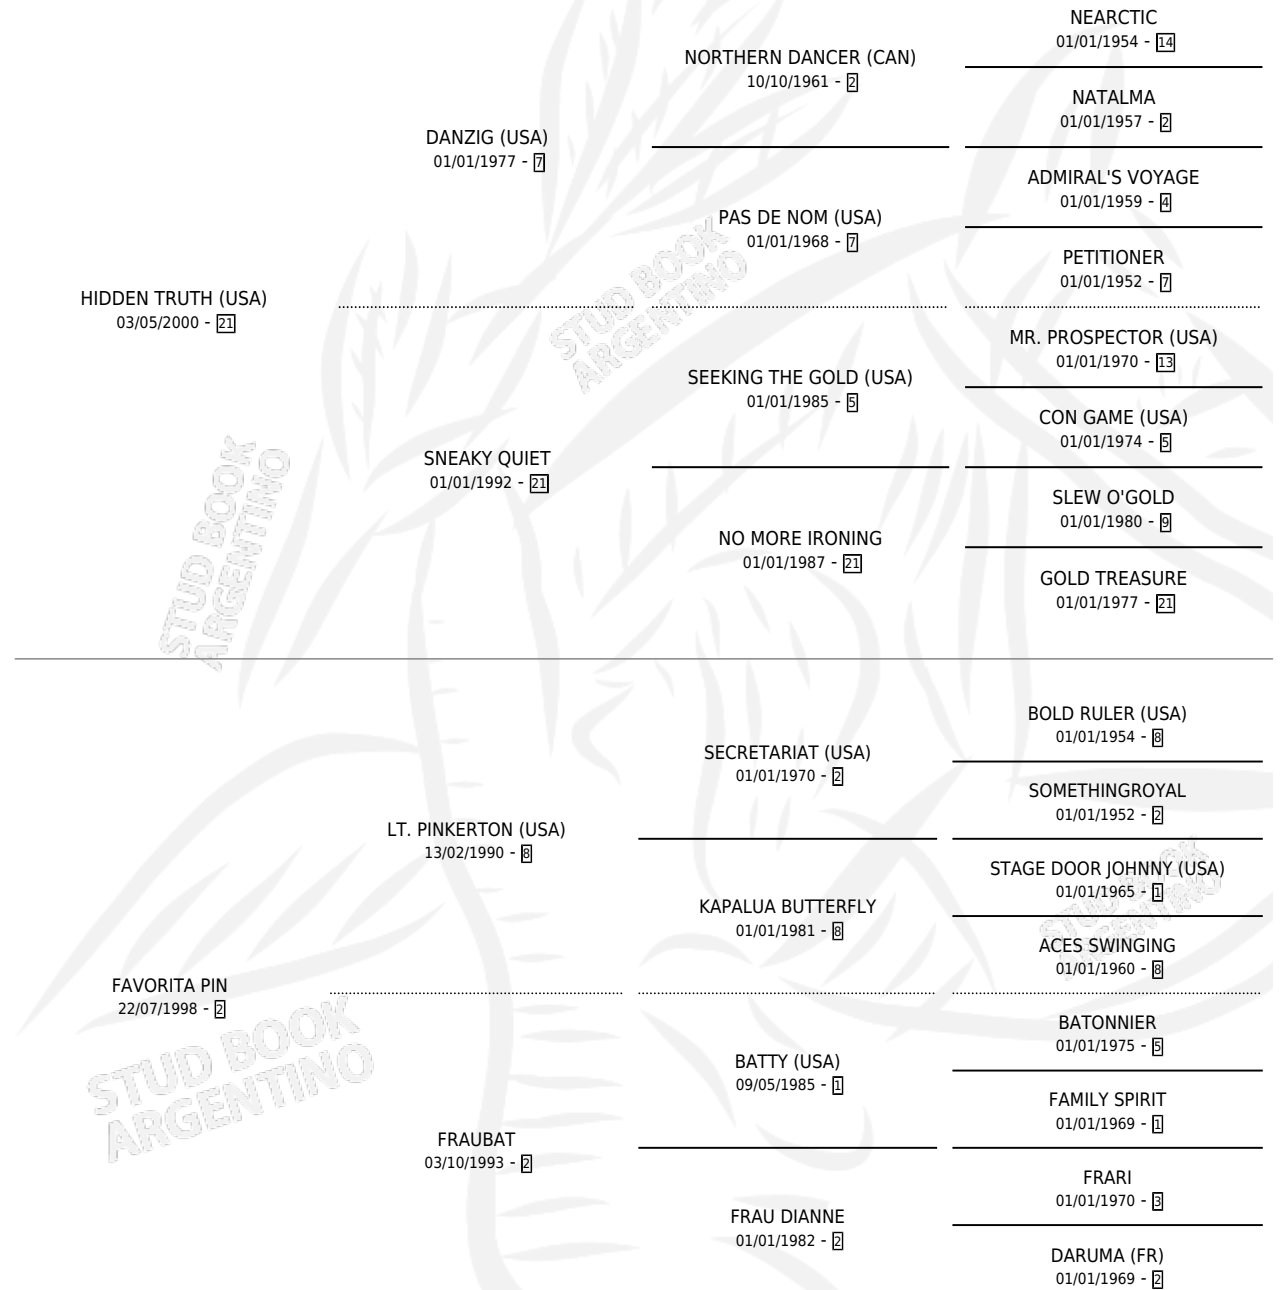 NEARCTIC
01/01/1954 - 14
NORTHERN DANCER (CAN)
10/10/1961 - 2
NATALMA
01/01/1957 - 2
DANZIG (USA)
01/01/1977 - 7
ADMIRAL'S VOYAGE
01/01/1959 - 4
PAS DE NOM (USA)
01/01/1968 - 7
PETITIONER
01/01/1952 - 7
HIDDEN TRUTH (USA)
03/05/2000 - 21
MR. PROSPECTOR (USA)
01/01/1970 - 13
SEEKING THE GOLD (USA)
01/01/1985 - 5
CON GAME (USA)
01/01/1974 - 5
SNEAKY QUIET
01/01/1992 - 21
SLEW O'GOLD
01/01/1980 - 9
NO MORE IRONING
01/01/1987 - 21
GOLD TREASURE
01/01/1977 - 21
BOLD RULER (USA)
01/01/1954 - 8
SECRETARIAT (USA)
01/01/1970 - 2
SOMETHINGROYAL
01/01/1952 - 2
LT. PINKERTON (USA)
13/02/1990 - 8
STAGE DOOR JOHNNY (USA)
01/01/1965 - 1
KAPALUA BUTTERFLY
01/01/1981 - 8
ACES SWINGING
01/01/1960 - 8
FAVORITA PIN
22/07/1998 - 2
BATONNIER
01/01/1975 - 5
BATTY (USA)
09/05/1985 - 1
FAMILY SPIRIT
01/01/1969 - 1
FRAUBAT
03/10/1993 - 2
FRARI
01/01/1970 - 3
FRAU DIANNE
01/01/1982 - 2
DARUMA (FR)
01/01/1969 - 2
STUD BOOK
ARGENTINO
STUD BOOK
ARGENTINO
STUD BOOK
ARGENTINO
STUD BOOK
ARGENTINO